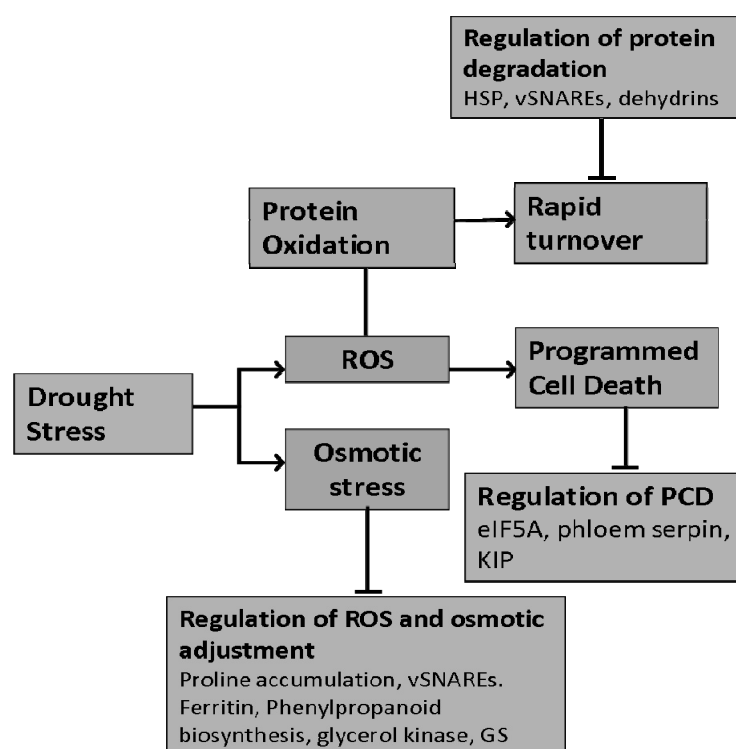 Regulation of protein
degradation
HSP, vSNAREs, dehydrins
Protein
Oxidation
Rapid
turnover
ROS
Programmed
Cell Death
Drought
Stress
Osmotic
stress
Regulation of PCD
eIF5A, phloem serpin,
KIP
Regulation of ROS and osmotic
adjustment
Proline accumulation, vSNAREs.
Ferritin, Phenylpropanoid
biosynthesis, glycerol kinase, GS